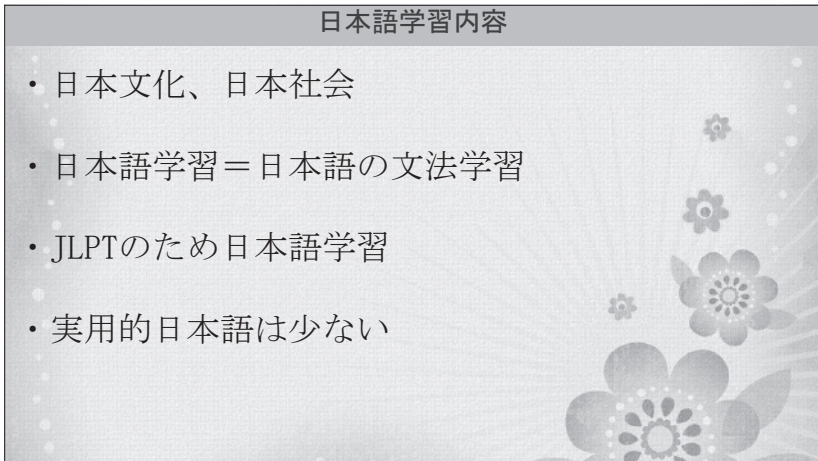 日本語学習内容
・日本文化、日本社会
・日本語学習＝日本語の文法学習
・JLPTのため日本語学習
・実用的日本語は少ない